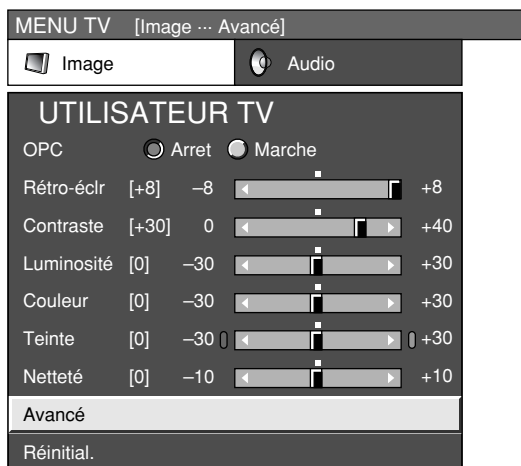 MENU TV [Image ··· Avancé]
Image Audio
UTILISATEUR TV
OPC Arret Marche
Rétro-éclr [+8] –8 +8
Contraste [+30] 0 +40
Luminosité [0] –30 +30
Couleur [0] –30 +30
Teinte [0] –30 +30
Netteté [0] –10 +10
Avancé
Réinitial.